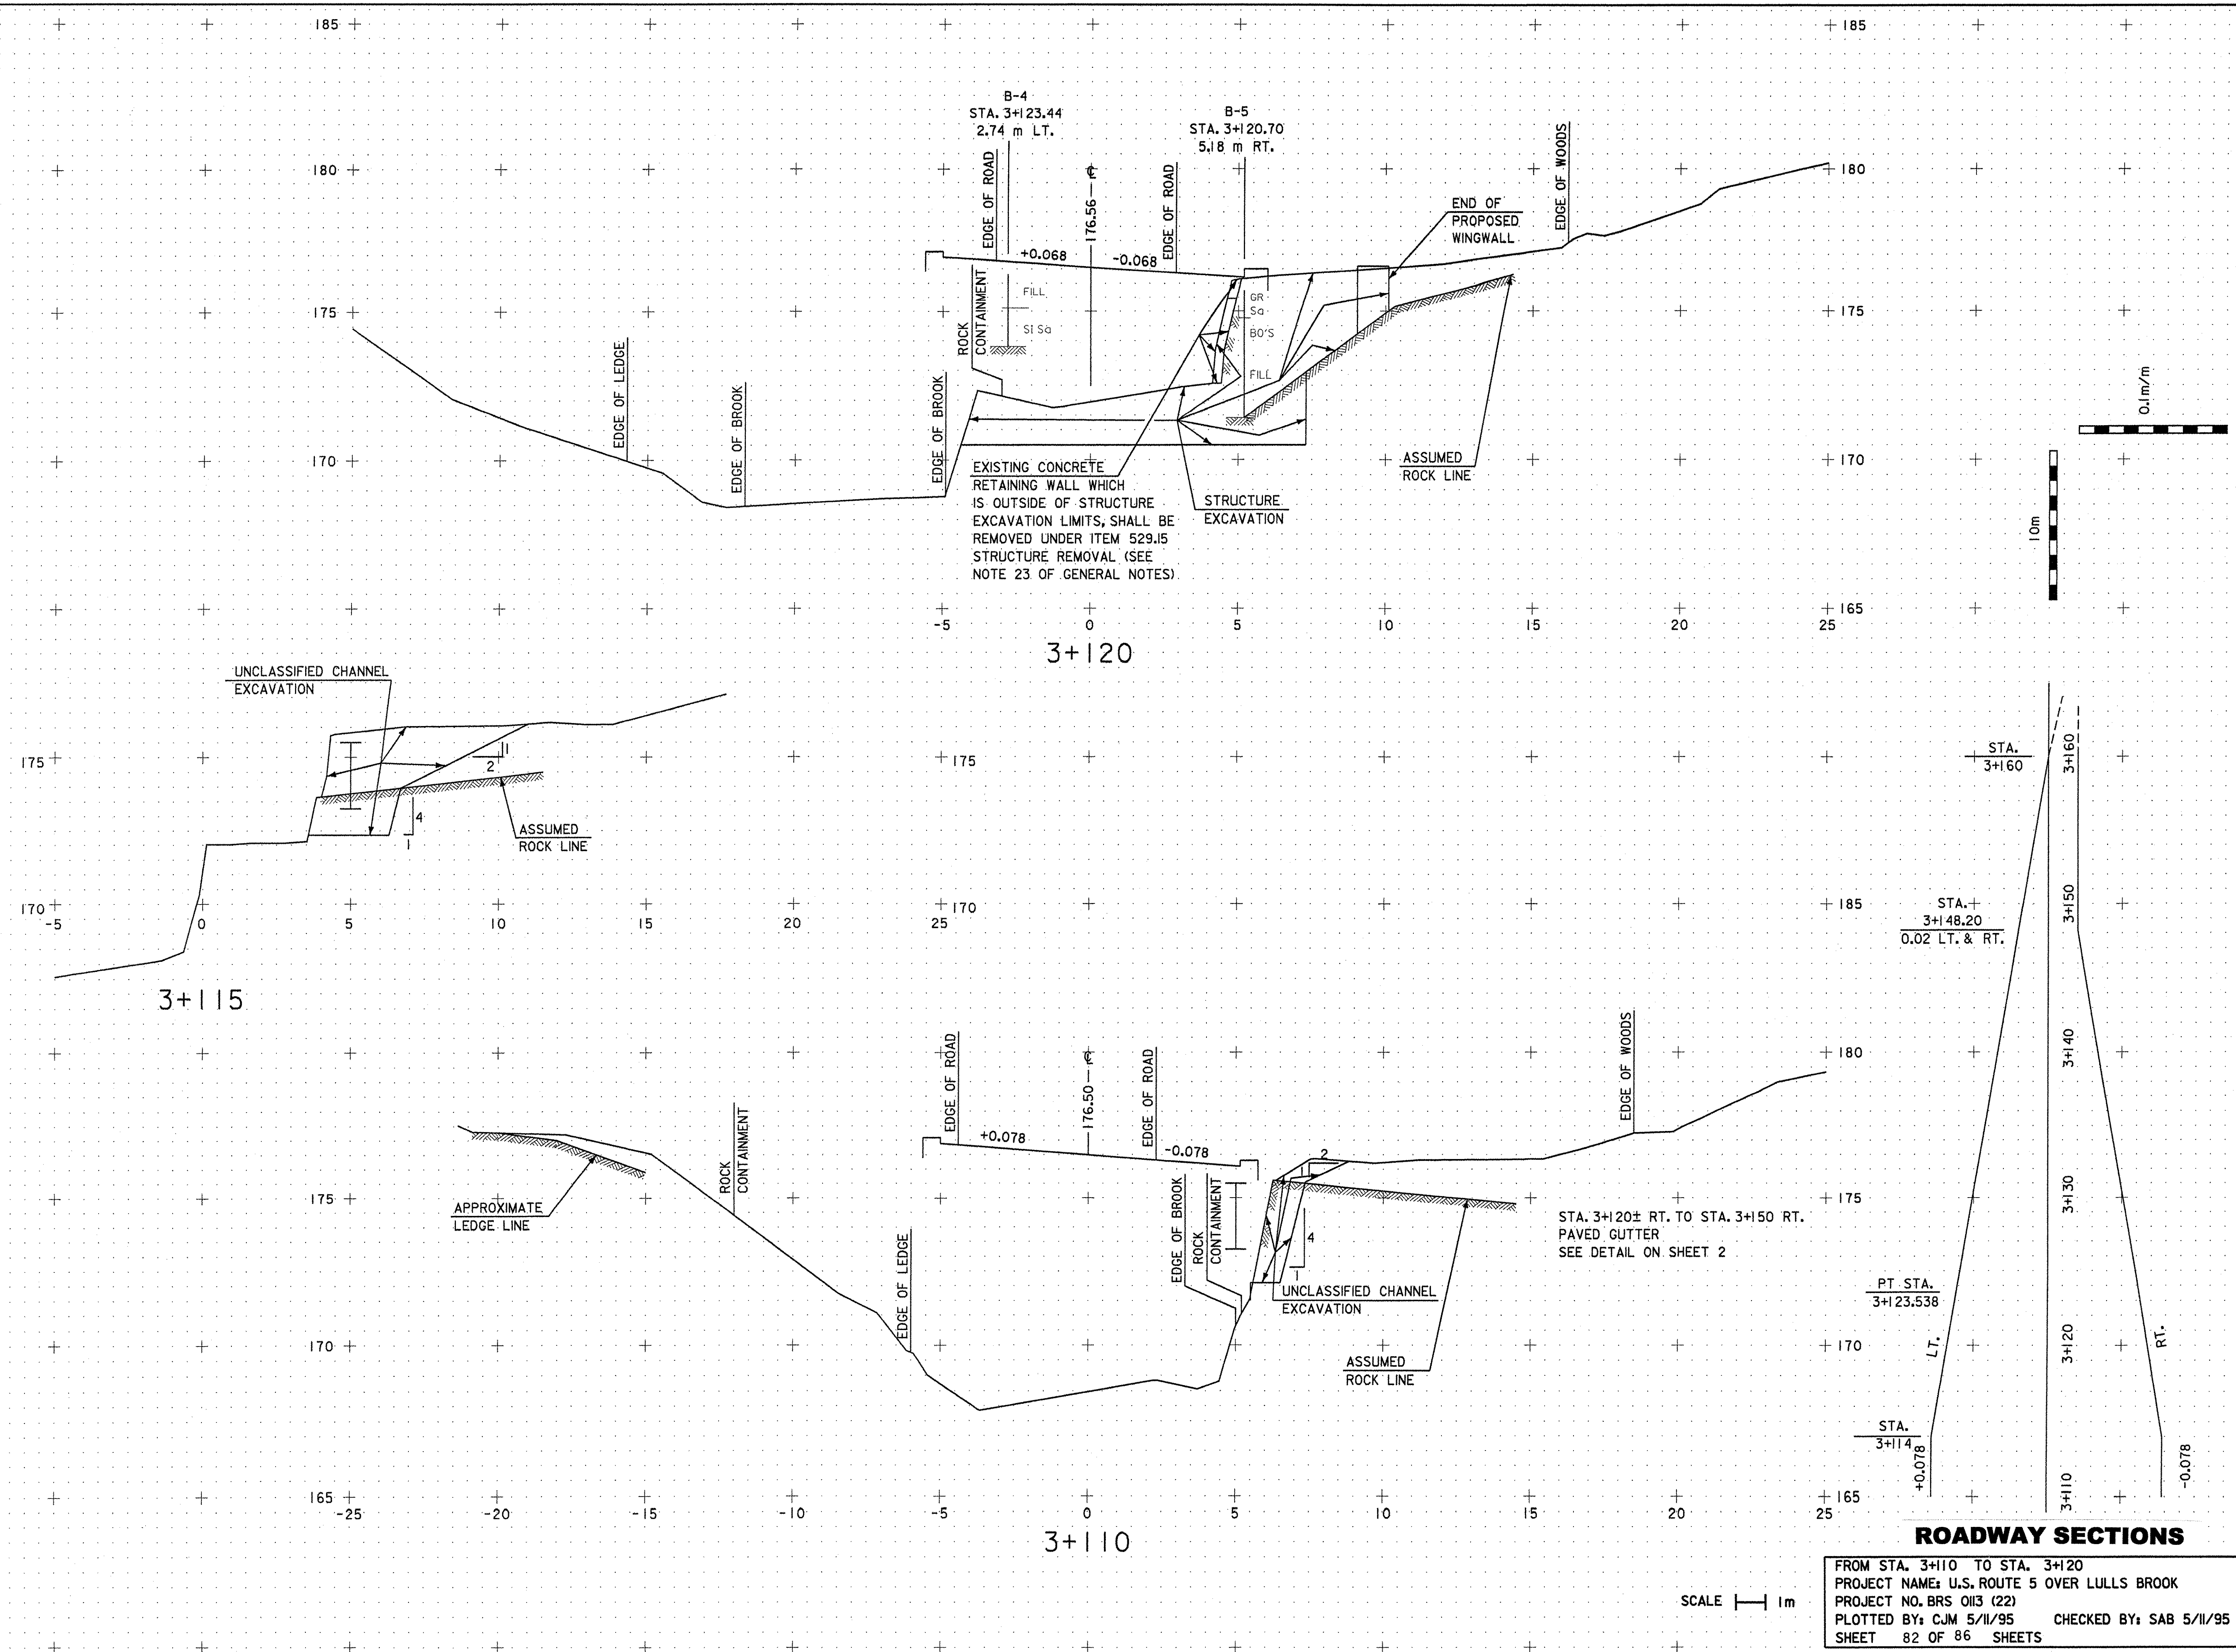 185
185
B-4
STA. 3+123.44
2.74 m LT.
B-5
STA. 3+120.70
5.18 m RT.
180
EDGE OF ROAD
176.56
℄
EDGE OF ROAD
EDGE OF WOODS
180
END OF
PROPOSED
WINGWALL
+0.068
-0.068
ROCK
CONTAINMENT
FILL
Si Sa
GR
Sa
BO'S
FILL
175
175
EDGE OF LEDGE
EDGE OF BROOK
EDGE OF BROOK
0.1m/m
170
170
ASSUMED
ROCK LINE
EXISTING CONCRETE
RETAINING WALL WHICH
IS OUTSIDE OF STRUCTURE
EXCAVATION LIMITS, SHALL BE
REMOVED UNDER ITEM 529.15
STRUCTURE REMOVAL (SEE
NOTE 23 OF GENERAL NOTES)
STRUCTURE
EXCAVATION
10m
165
-5 0 5 10 15 20 25
3+120
UNCLASSIFIED CHANNEL
EXCAVATION
175
1
2
175
4
1
ASSUMED
ROCK LINE
170
170
-5 0 5 10 15 20 25
3+115
185
STA.
3+160
3+160
STA.
3+148.20
0.02 LT. & RT.
3+150
3+140
3+130
PT STA.
3+123.538
3+120
LT.
RT.
STA.
3+114
+0.078
-0.078
3+110
EDGE OF ROAD
176.50
℄
EDGE OF ROAD
EDGE OF WOODS
180
+0.078
-0.078
ROCK
CONTAINMENT
APPROXIMATE
LEDGE LINE
175
175
2
1
EDGE OF BROOK
ROCK
CONTAINMENT
4
1
STA. 3+120± RT. TO STA. 3+150 RT.
PAVED GUTTER
SEE DETAIL ON SHEET 2
EDGE OF LEDGE
UNCLASSIFIED CHANNEL
EXCAVATION
170
170
ASSUMED
ROCK LINE
165
165
-25 -20 -15 -10 -5 0 5 10 15 20 25
3+110
ROADWAY SECTIONS
SCALE 1m
FROM STA. 3+110 TO STA. 3+120
PROJECT NAME: U.S. ROUTE 5 OVER LULLS BROOK
PROJECT NO. BRS 0113 (22)
PLOTTED BY: CJM 5/11/95 CHECKED BY: SAB 5/11/95
SHEET 82 OF 86 SHEETS